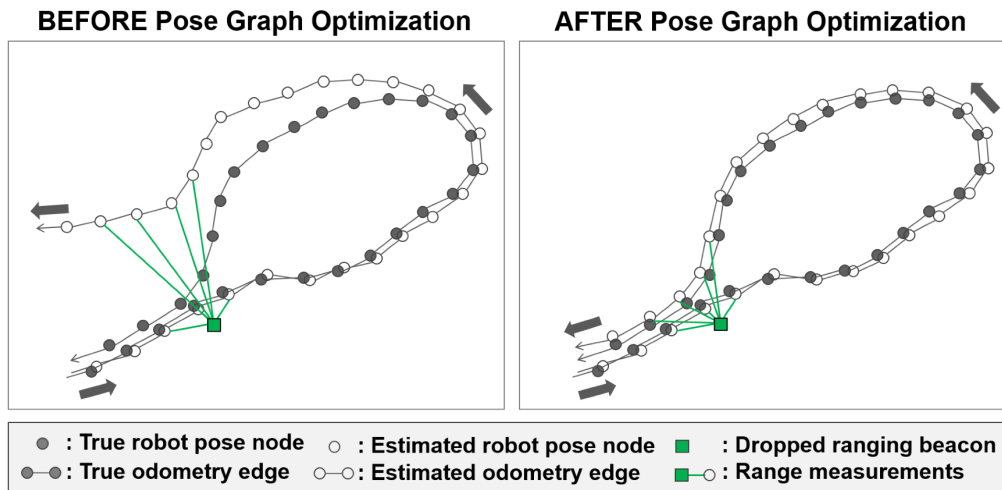 BEFORE Pose Graph Optimization
AFTER Pose Graph Optimization
: True robot pose node
: Estimated robot pose node
: Dropped ranging beacon
: True odometry edge
: Estimated odometry edge
: Range measurements